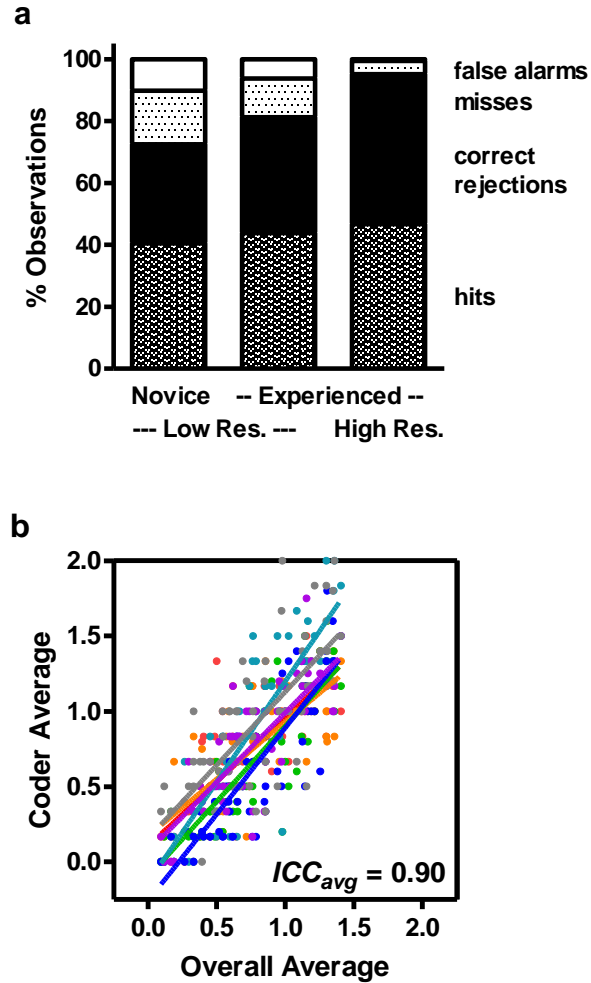 a
100
80
60
40
20
0
% Observations
false alarms
misses
correct
rejections
hits
Novice -- Experienced --
--- Low Res. --- High Res.
b
2.0
1.5
1.0
0.5
0.0
Coder Average
ICCavg = 0.90
0.0 0.5 1.0 1.5 2.0
Overall Average